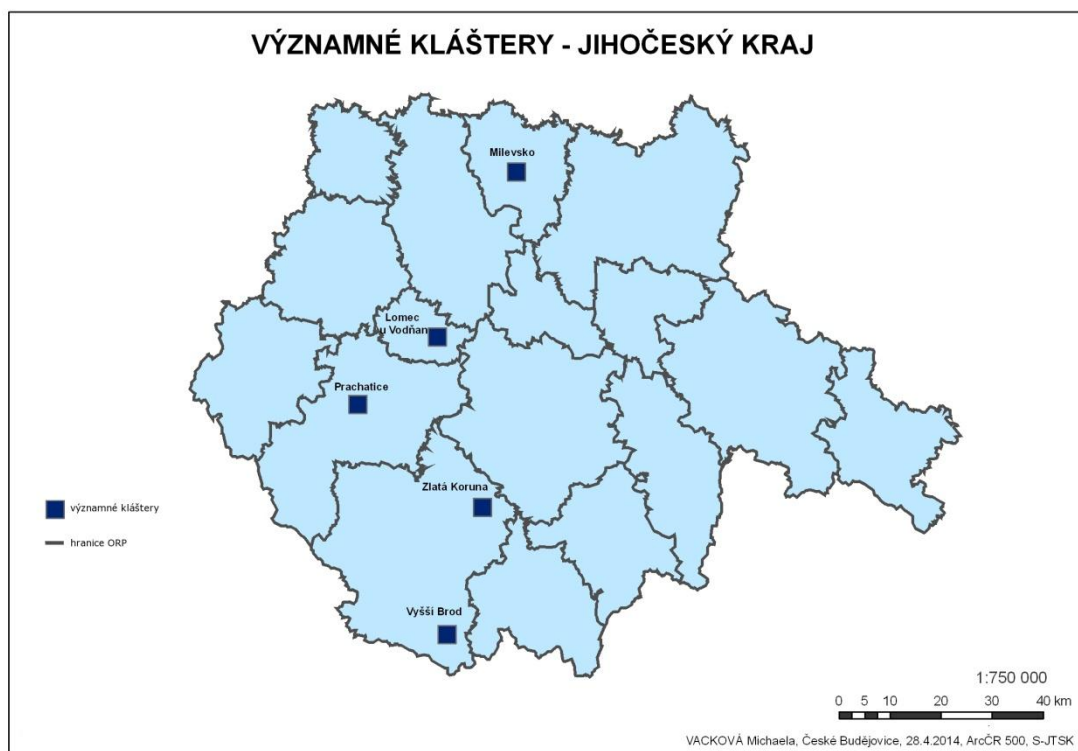 VÝZNAMNÉ KLÁŠTERY - JIHOČESKÝ KRAJ
Milevsko
Lomec
u Vodňan
Prachatice
Zlatá Koruna
Vyšší Brod
významné kláštery
hranice ORP
1:750 000
0 5 10 20 30 40 km
VACKOVÁ Michaela, České Budějovice, 28.4.2014, ArcČR 500, S-JTSK